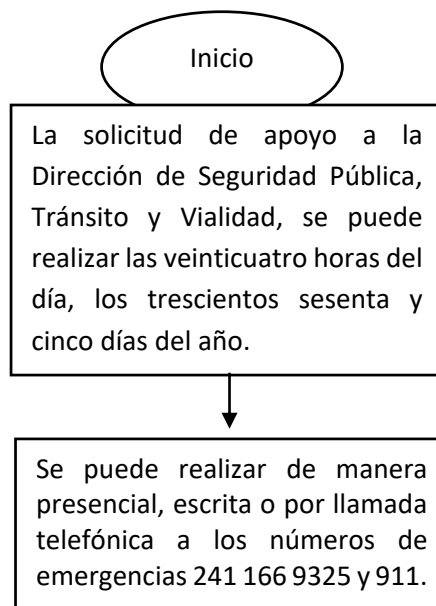 Inicio
La solicitud de apoyo a la
Dirección de Seguridad Pública,
Tránsito y Vialidad, se puede
realizar las veinticuatro horas del
día, los trescientos sesenta y
cinco días del año.
Se puede realizar de manera
presencial, escrita o por llamada
telefónica a los números de
emergencias 241 166 9325 y 911.